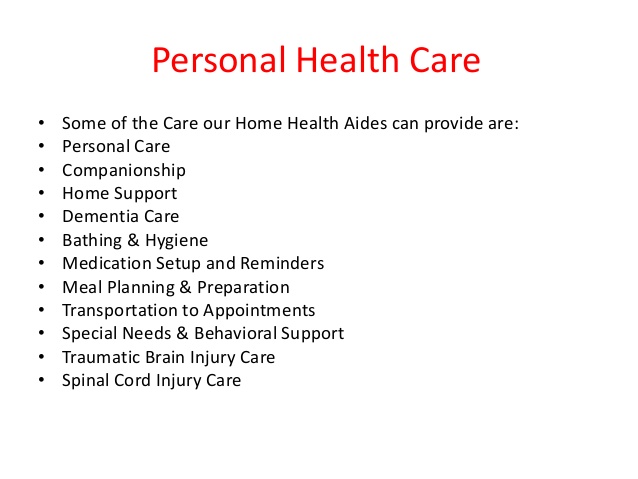 Personal Health Care
• Some of the Care our Home Health Aides can provide are:
• Personal Care
• Companionship
• Home Support
• Dementia Care
• Bathing & Hygiene
• Medication Setup and Reminders
• Meal Planning & Preparation
• Transportation to Appointments
• Special Needs & Behavioral Support
• Traumatic Brain Injury Care
• Spinal Cord Injury Care